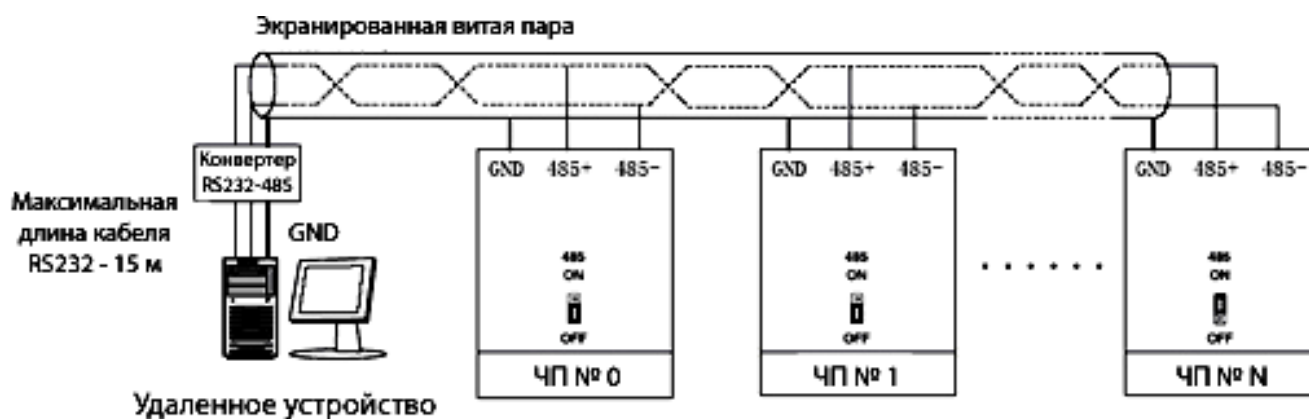 Экранированная витая пара
Конвертер
RS232-485
Максимальная
длина кабеля
RS232 - 15 м
GND
Удаленное устройство
GND 485+ 485-
485
ON
OFF
ЧП № 0
GND 485+ 485-
485
ON
OFF
ЧП № 1
· · · · · ·
GND 485+ 485-
485
ON
OFF
ЧП № N